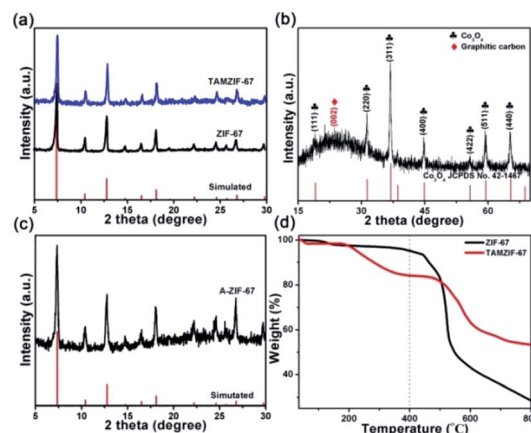 (a)
TAMZIF-67
ZIF-67
Simulated
Intensity (a.u.)
5 10 15 20 25 30
2 theta (degree)
(b)
♣ Co3O4
♦ Graphitic carbon
(111)♣
(002)♦
(220)♣
(311)♣
(400)♣
(422)♣
(511)♣
(440)♣
Co3O4 JCPDS No. 42-1467
Intensity (a.u.)
15 30 45 60
2 theta (degree)
(c)
A-ZIF-67
Simulated
Intensity (a.u.)
5 10 15 20 25 30
2 theta (degree)
(d)
ZIF-67
TAMZIF-67
Weight (%)
100
80
60
40
200 400 600 800
Temperature (°C)